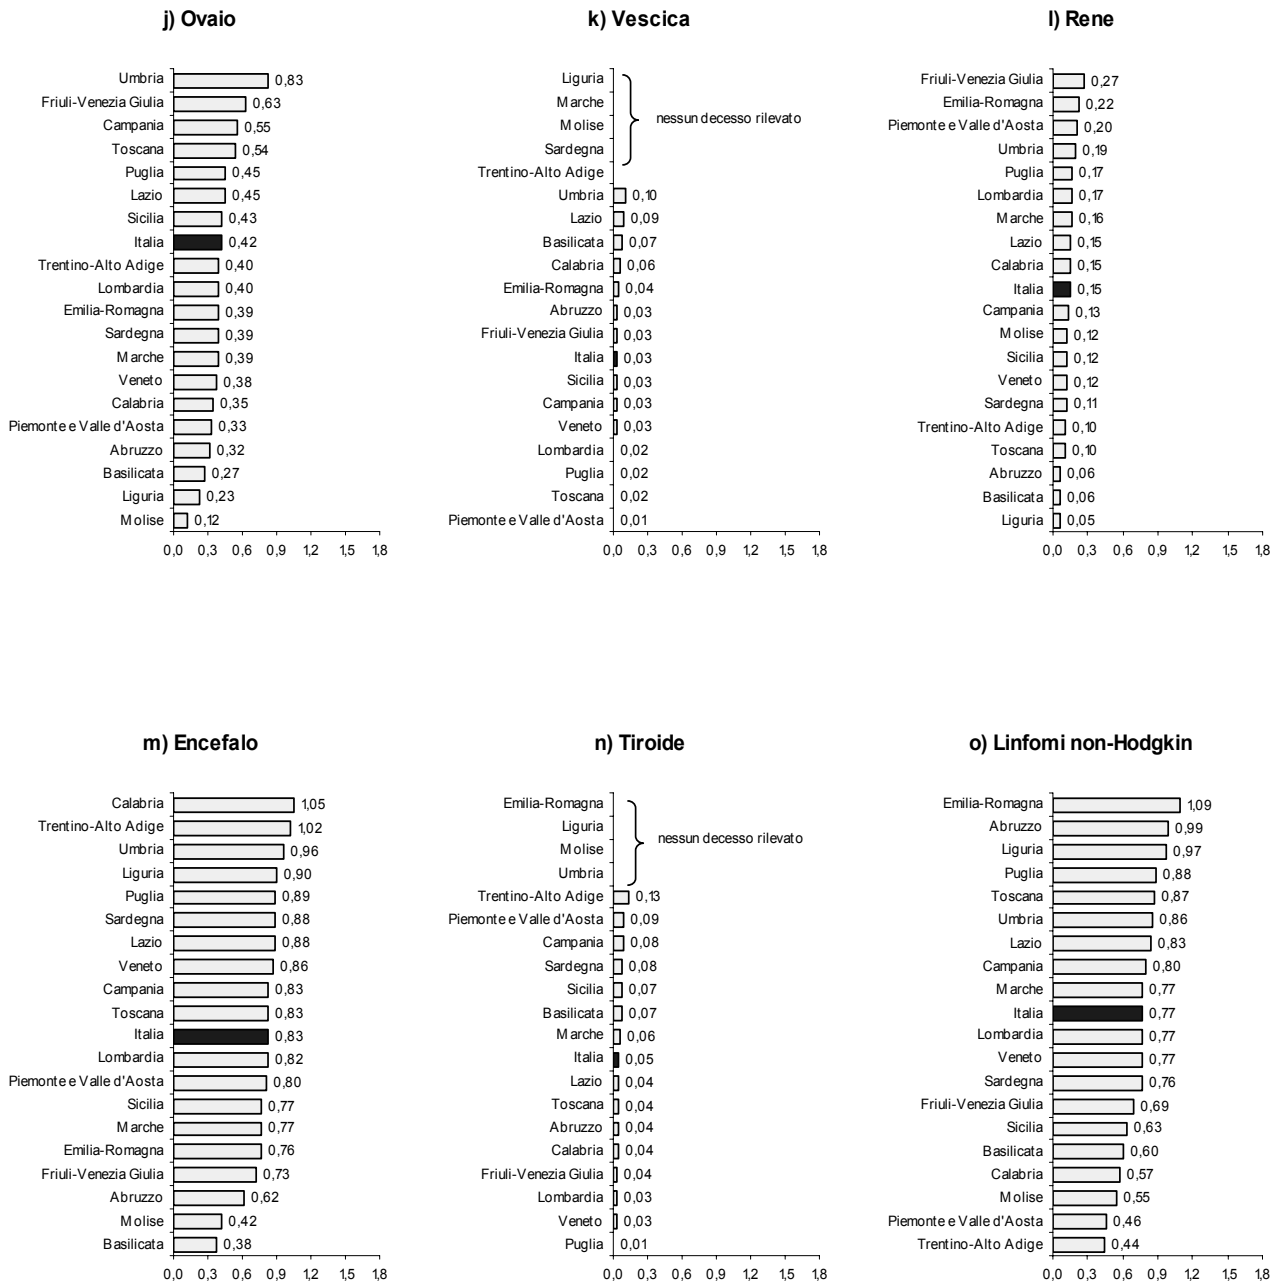 j) Ovaio
Umbria 0,83
Friuli-Venezia Giulia 0,63
Campania 0,55
Toscana 0,54
Puglia 0,45
Lazio 0,45
Sicilia 0,43
Italia 0,42
Trentino-Alto Adige 0,40
Lombardia 0,40
Emilia-Romagna 0,39
Sardegna 0,39
Marche 0,39
Veneto 0,38
Calabria 0,35
Piemonte e Valle d'Aosta 0,33
Abruzzo 0,32
Basilicata 0,27
Liguria 0,23
Molise 0,12
0,0 0,3 0,6 0,9 1,2 1,5 1,8
k) Vescica
Liguria
Marche
nessun decesso rilevato
Molise
Sardegna
Trentino-Alto Adige
Umbria 0,10
Lazio 0,09
Basilicata 0,07
Calabria 0,06
Emilia-Romagna 0,04
Abruzzo 0,03
Friuli-Venezia Giulia 0,03
Italia 0,03
Sicilia 0,03
Campania 0,03
Veneto 0,03
Lombardia 0,02
Puglia 0,02
Toscana 0,02
Piemonte e Valle d'Aosta 0,01
0,0 0,3 0,6 0,9 1,2 1,5 1,8
l) Rene
Friuli-Venezia Giulia 0,27
Emilia-Romagna 0,22
Piemonte e Valle d'Aosta 0,20
Umbria 0,19
Puglia 0,17
Lombardia 0,17
Marche 0,16
Lazio 0,15
Calabria 0,15
Italia 0,15
Campania 0,13
Molise 0,12
Sicilia 0,12
Veneto 0,12
Sardegna 0,11
Trentino-Alto Adige 0,10
Toscana 0,10
Abruzzo 0,06
Basilicata 0,06
Liguria 0,05
0,0 0,3 0,6 0,9 1,2 1,5 1,8
m) Encefalo
Calabria 1,05
Trentino-Alto Adige 1,02
Umbria 0,96
Liguria 0,90
Puglia 0,89
Sardegna 0,88
Lazio 0,88
Veneto 0,86
Campania 0,83
Toscana 0,83
Italia 0,83
Lombardia 0,82
Piemonte e Valle d'Aosta 0,80
Sicilia 0,77
Marche 0,77
Emilia-Romagna 0,76
Friuli-Venezia Giulia 0,73
Abruzzo 0,62
Molise 0,42
Basilicata 0,38
0,0 0,3 0,6 0,9 1,2 1,5 1,8
n) Tiroide
Emilia-Romagna
Liguria
nessun decesso rilevato
Molise
Umbria
Trentino-Alto Adige 0,13
Piemonte e Valle d'Aosta 0,09
Campania 0,08
Sardegna 0,08
Sicilia 0,07
Basilicata 0,07
Marche 0,06
Italia 0,05
Lazio 0,04
Toscana 0,04
Abruzzo 0,04
Calabria 0,04
Friuli-Venezia Giulia 0,04
Lombardia 0,03
Veneto 0,03
Puglia 0,01
0,0 0,3 0,6 0,9 1,2 1,5 1,8
o) Linfomi non-Hodgkin
Emilia-Romagna 1,09
Abruzzo 0,99
Liguria 0,97
Puglia 0,88
Toscana 0,87
Umbria 0,86
Lazio 0,83
Campania 0,80
Marche 0,77
Italia 0,77
Lombardia 0,77
Veneto 0,77
Sardegna 0,76
Friuli-Venezia Giulia 0,69
Sicilia 0,63
Basilicata 0,60
Calabria 0,57
Molise 0,55
Piemonte e Valle d'Aosta 0,46
Trentino-Alto Adige 0,44
0,0 0,3 0,6 0,9 1,2 1,5 1,8